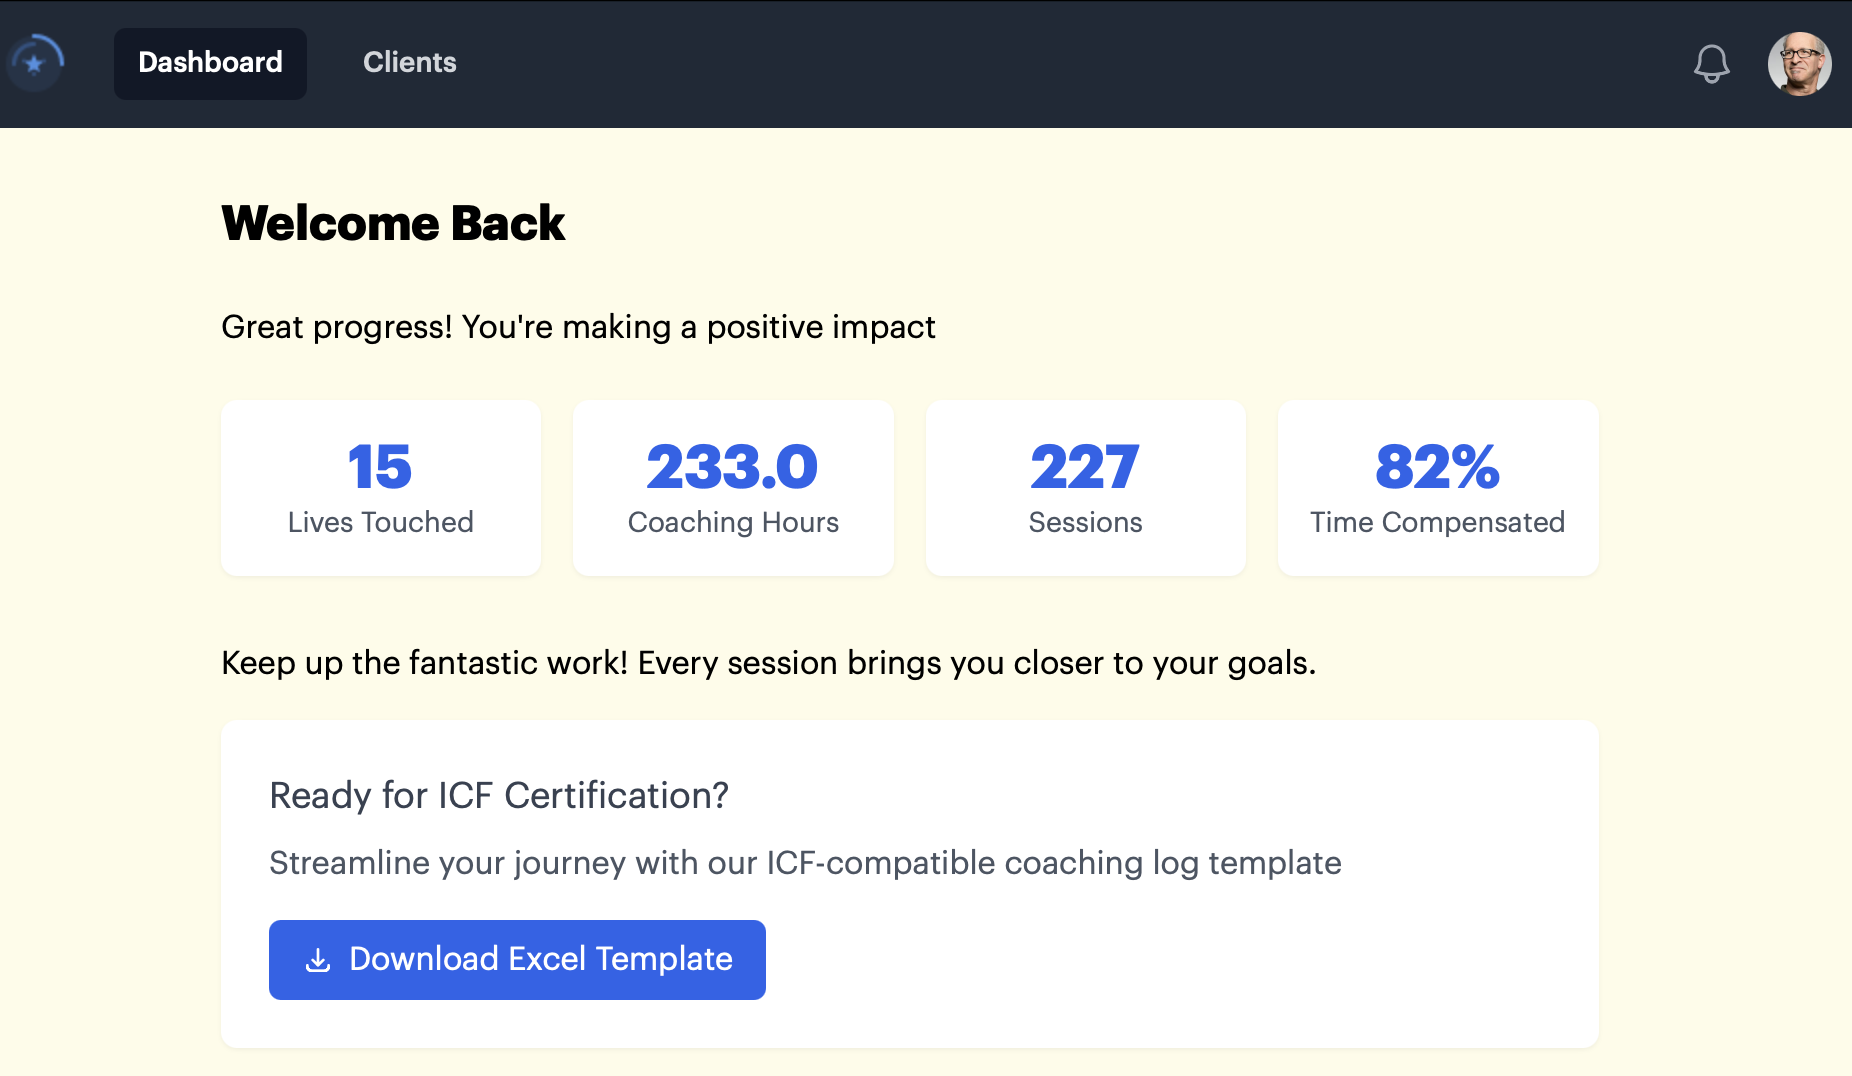 Dashboard
Clients
Welcome Back
Great progress! You're making a positive impact
15
Lives Touched
233.0
Coaching Hours
227
Sessions
82%
Time Compensated
Keep up the fantastic work! Every session brings you closer to your goals.
Ready for ICF Certification?
Streamline your journey with our ICF-compatible coaching log template
Download Excel Template